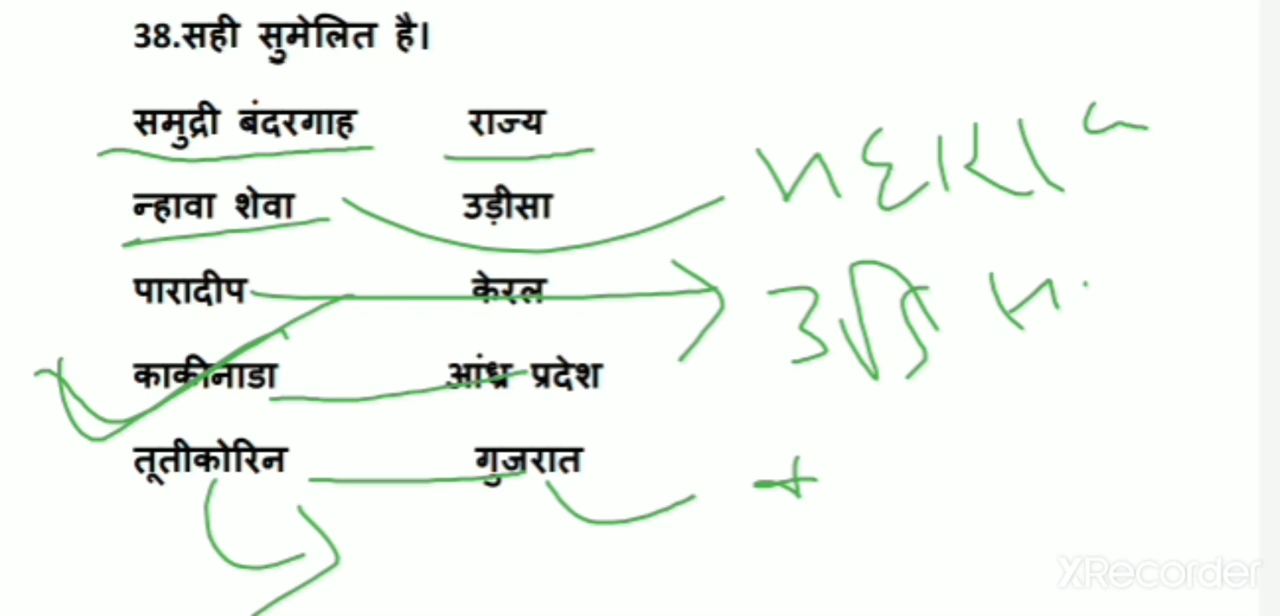 38.सही सुमेलित है।
समुद्री बंदरगाह राज्य
न्हावा शेवा उड़ीसा
पारादीप केरल
काकीनाडा आंध्र प्रदेश
तूतीकोरिन गुजरात
XRecorder